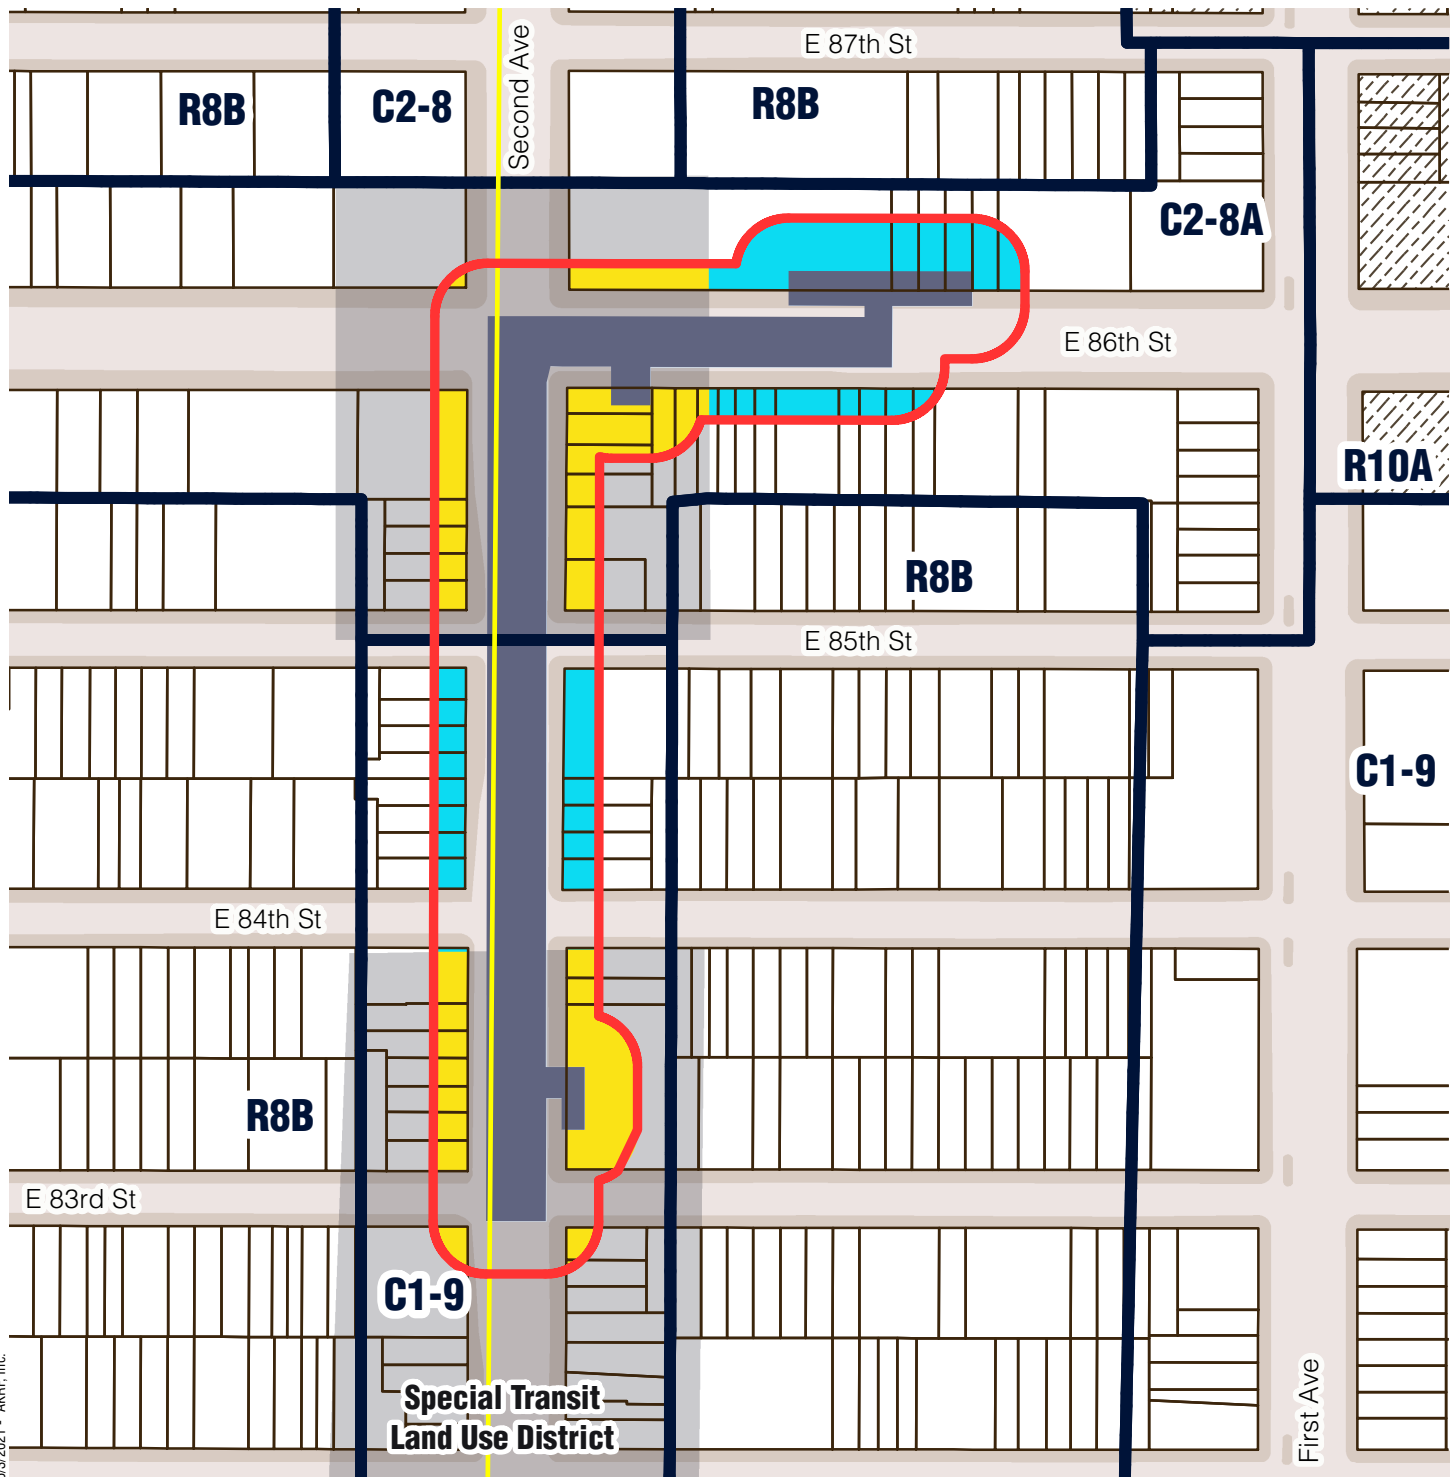 E 87th St
Second Ave
R8B
C2-8
R8B
C2-8A
E 86th St
R10A
R8B
E 85th St
C1-9
E 84th St
R8B
E 83rd St
C1-9
Special Transit
Land Use District
First Ave